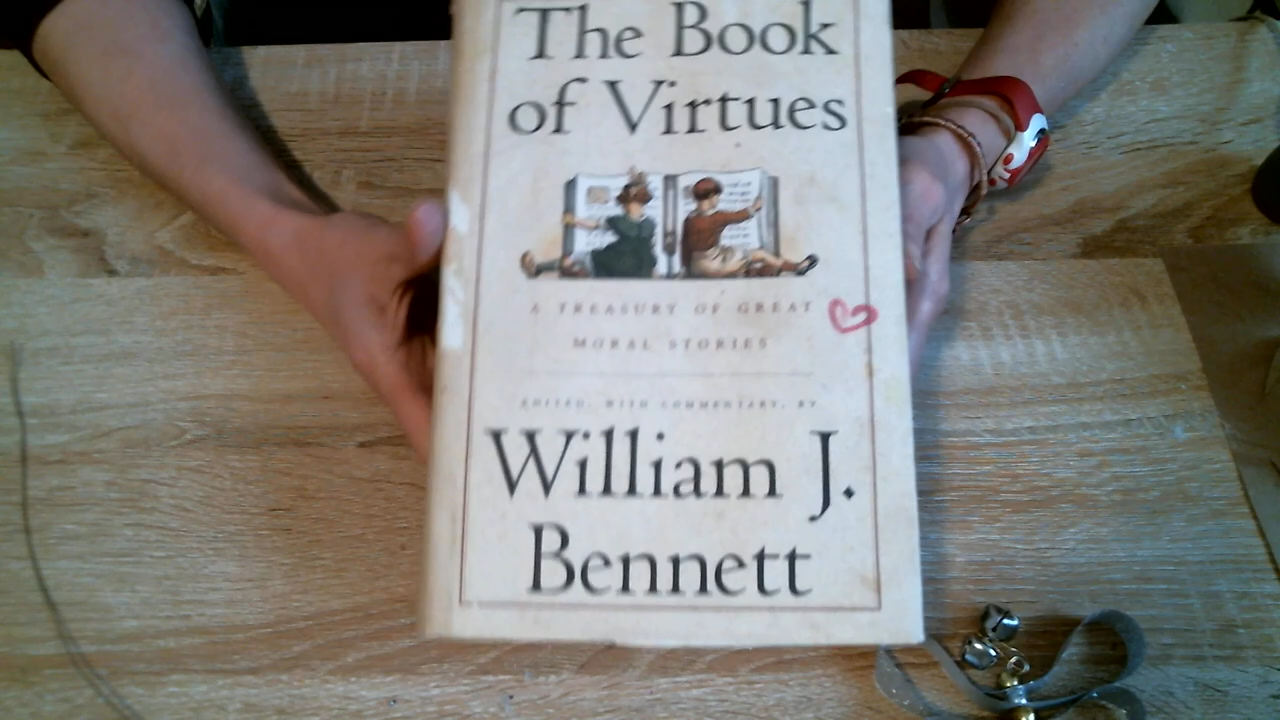 The Book
of Virtues
A TREASURY OF GREAT
MORAL STORIES
EDITED, WITH COMMENTARY, BY
William J.
Bennett